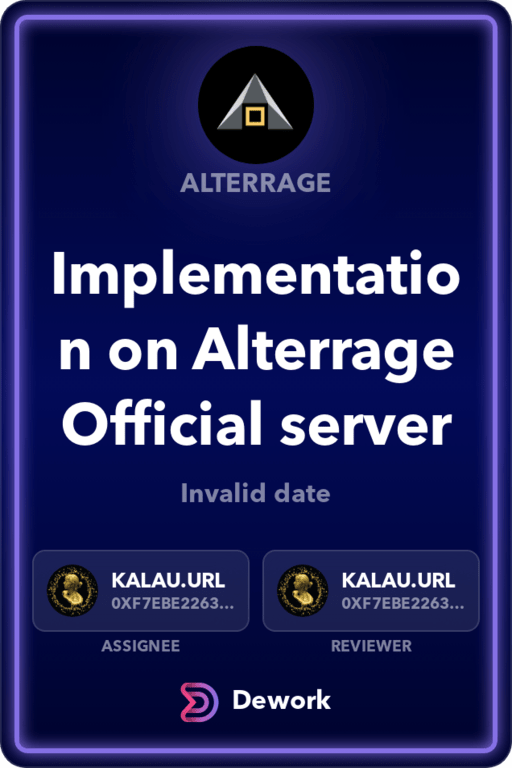 ALTERRAGE
Implementatio
n on Alterrage
Official server
Invalid date
KALAU.URL KALAU.URL
0XF7EBE2263... 0XF7EBE2263...
ASSIGNEE REVIEWER
Dework